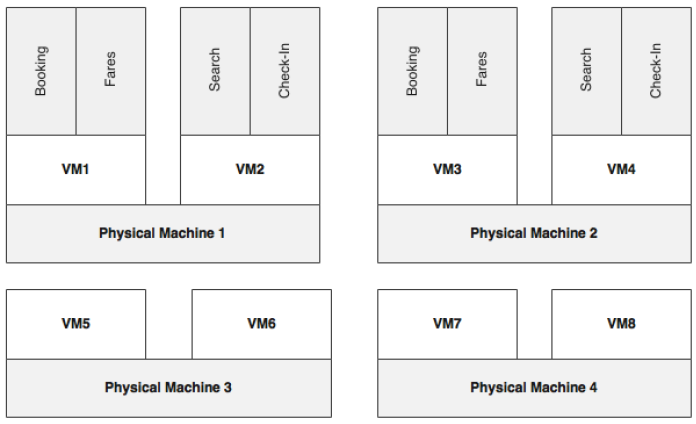 Booking
Fares
Search
Check-In
Booking
Fares
Search
Check-In
VM1
VM2
VM3
VM4
Physical Machine 1
Physical Machine 2
VM5
VM6
VM7
VM8
Physical Machine 3
Physical Machine 4